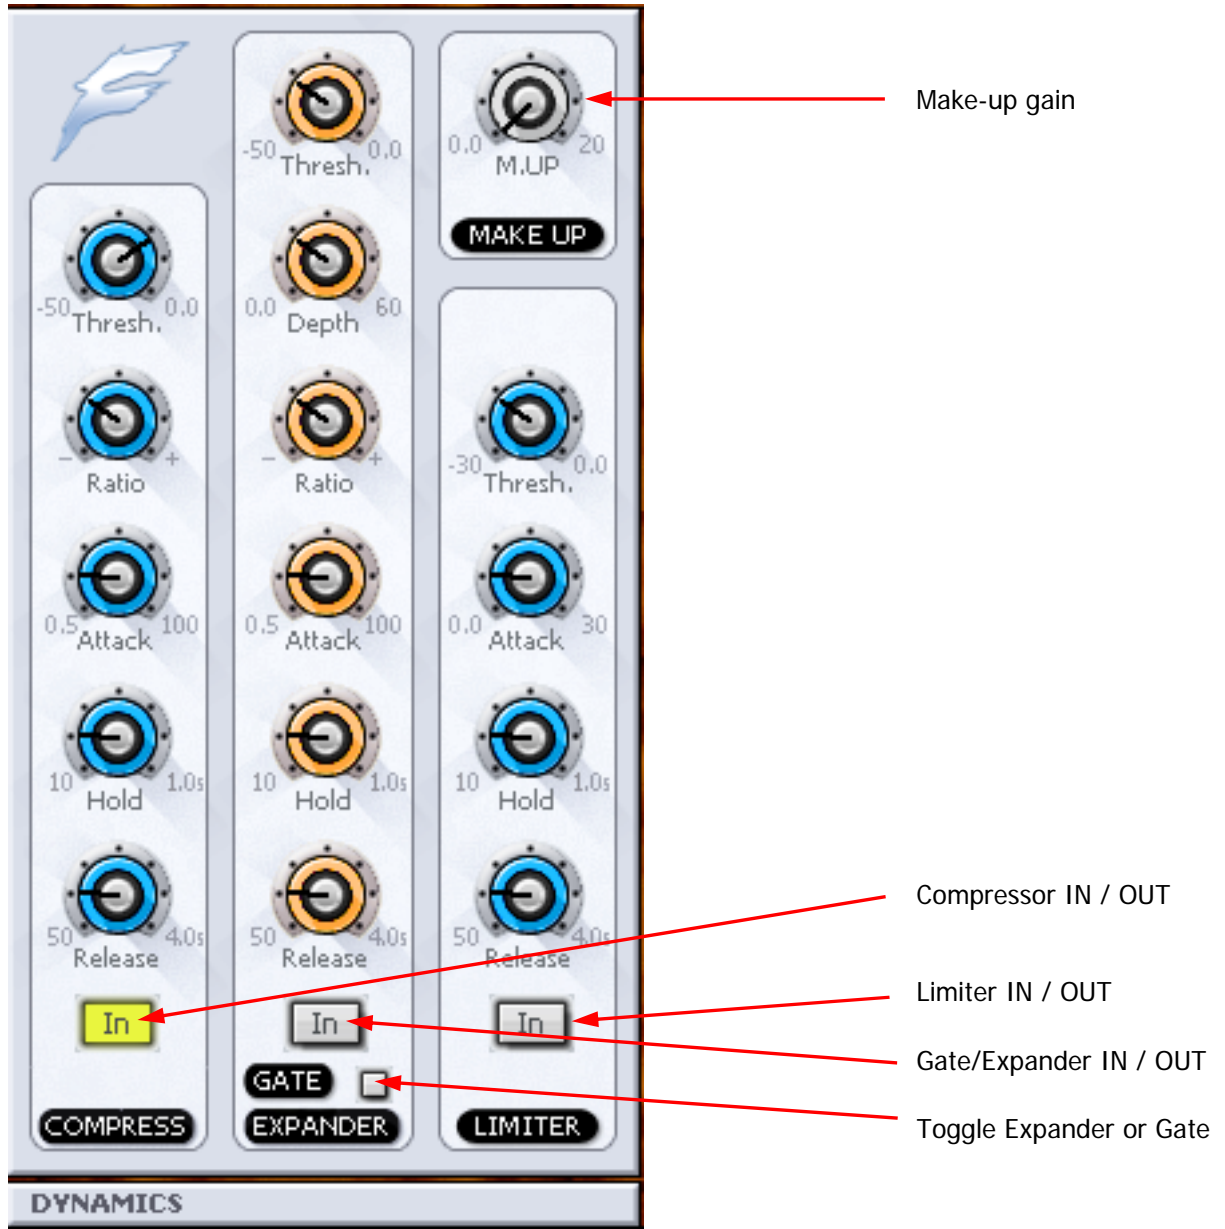 -50 0.0
Thresh.
0.0 60
Depth
- +
Ratio
0.5 100
Attack
10 1.0s
Hold
50 4.0s
Release
In
GATE
EXPANDER
0.0 20
M.UP
MAKE UP
-50 0.0
Thresh.
- +
Ratio
0.5 100
Attack
10 1.0s
Hold
50 4.0s
Release
In
COMPRESS
-30 0.0
Thresh.
0.0 30
Attack
10 1.0s
Hold
50 4.0s
Release
In
LIMITER
DYNAMICS
Make-up gain
Compressor IN / OUT
Limiter IN / OUT
Gate/Expander IN / OUT
Toggle Expander or Gate